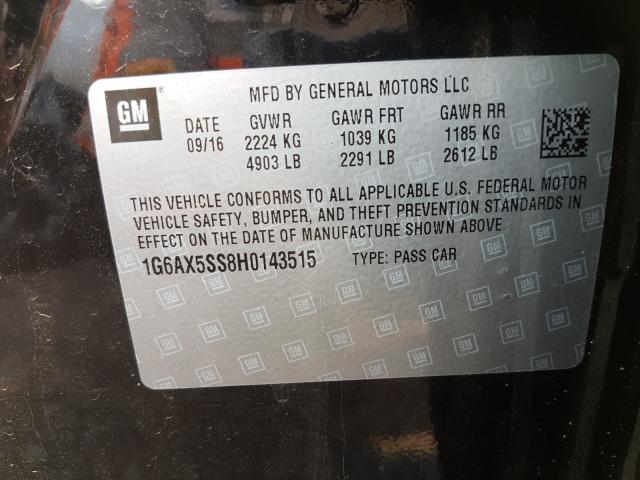 GM
MFD BY GENERAL MOTORS LLC
DATE GVWR GAWR FRT GAWR RR
09/16 2224 KG 1039 KG 1185 KG
4903 LB 2291 LB 2612 LB
THIS VEHICLE CONFORMS TO ALL APPLICABLE U.S. FEDERAL MOTOR
VEHICLE SAFETY, BUMPER, AND THEFT PREVENTION STANDARDS IN
EFFECT ON THE DATE OF MANUFACTURE SHOWN ABOVE.
1G6AX5SS8H0143515 TYPE: PASS CAR